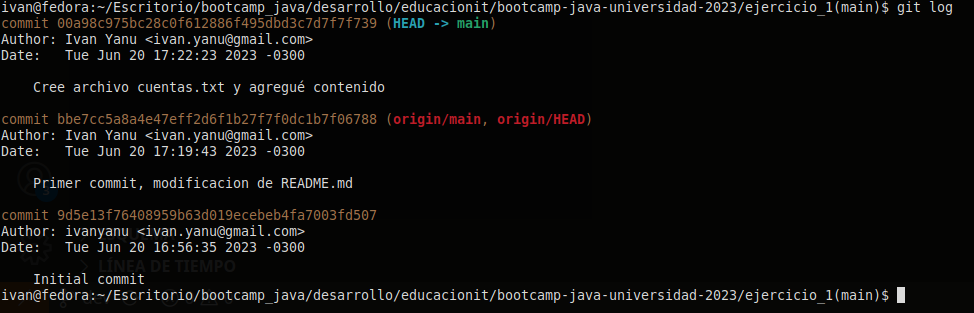 ivan@fedora:~/Escritorio/bootcamp_java/desarrollo/educacionit/bootcamp-java-universidad-2023/ejercicio_1(main)$ git log
commit 00a98c975bc28c0f612886f495dbd3c7d7f7f739 (HEAD -> main)
Author: Ivan Yanu <ivan.yanu@gmail.com>
Date:   Tue Jun 20 17:22:23 2023 -0300
    Cree archivo cuentas.txt y agregué contenido
commit bbe7cc5a8a4e47eff2d6f1b27f7f0dc1b7f06788 (origin/main, origin/HEAD)
Author: Ivan Yanu <ivan.yanu@gmail.com>
Date:   Tue Jun 20 17:19:43 2023 -0300
    Primer commit, modificacion de README.md
commit 9d5e13f76408959b63d019ecebeb4fa7003fd507
Author: ivanyanu <ivan.yanu@gmail.com>
Date:   Tue Jun 20 16:56:35 2023 -0300
LÍNEA DE TIEMPO
    Initial commit
ivan@fedora:~/Escritorio/bootcamp_java/desarrollo/educacionit/bootcamp-java-universidad-2023/ejercicio_1(main)$